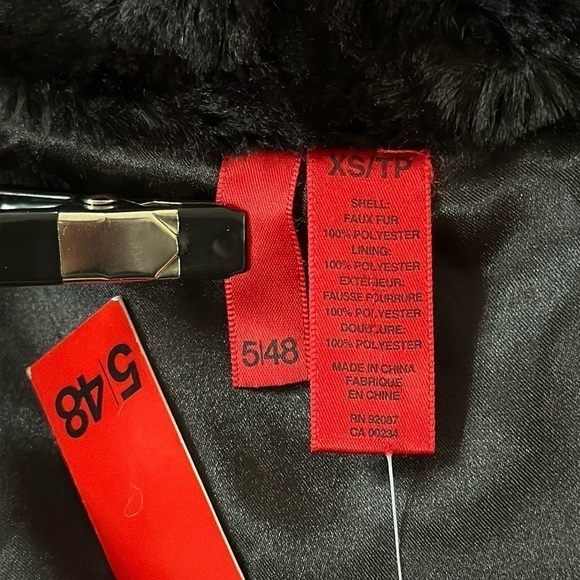 XS/TP
SHELL:
FAUX FUR
100% POLYESTER
LINING:
100% POLYESTER
EXTÉRIEUR:
FAUSSE FOURRURE
100% POLYESTER
DOUBLURE:
100% POLYESTER
MADE IN CHINA
FABRIQUÉ
EN CHINE
RN 92087
CA 00234
5|48
5|48